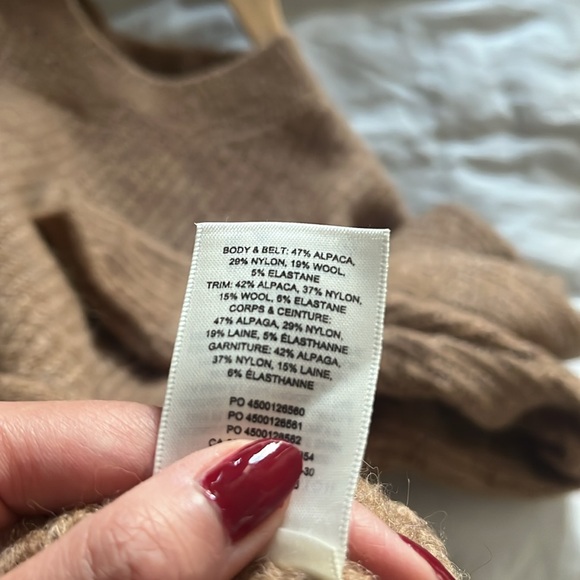 BODY & BELT: 47% ALPACA,
29% NYLON, 19% WOOL,
5% ELASTANE
TRIM: 42% ALPACA, 37% NYLON,
15% WOOL, 6% ELASTANE
CORPS & CEINTURE:
47% ALPAGA, 29% NYLON,
19% LAINE, 5% ÉLASTHANNE
GARNITURE: 42% ALPAGA,
37% NYLON, 15% LAINE,
6% ÉLASTHANNE
PO 4500126560
PO 4500126561
PO 4500126562